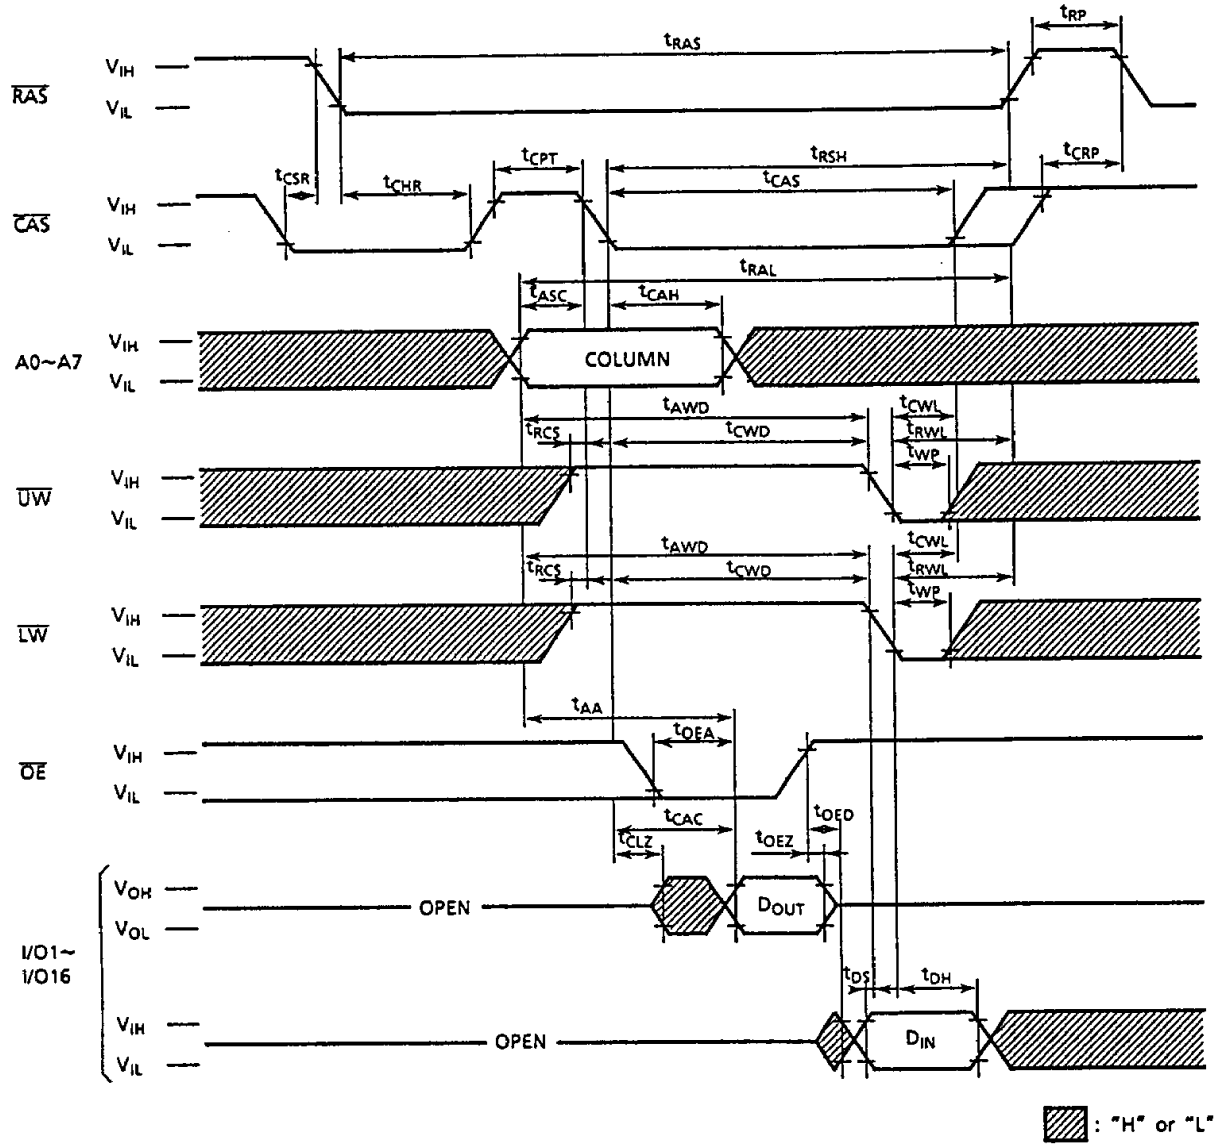 tRP
tRAS
RAS
VIH
VIL
tCPT
tRSH
tCRP
tCSR
tCHR
tCAS
CAS
VIH
VIL
tRAL
tASC
tCAH
A0~A7
VIH
VIL
COLUMN
tAWD
tCWL
tRCS
tCWD
tRWL
tWP
UW
VIH
VIL
tAWD
tCWL
tRCS
tCWD
tRWL
tWP
LW
VIH
VIL
tAA
tOEA
OE
VIH
VIL
tCAC
tOED
tCLZ
tOEZ
I/O1~
I/O16
VOH
VOL
OPEN
DOUT
tDS
tDH
VIH
VIL
OPEN
DIN
: "H" or "L"